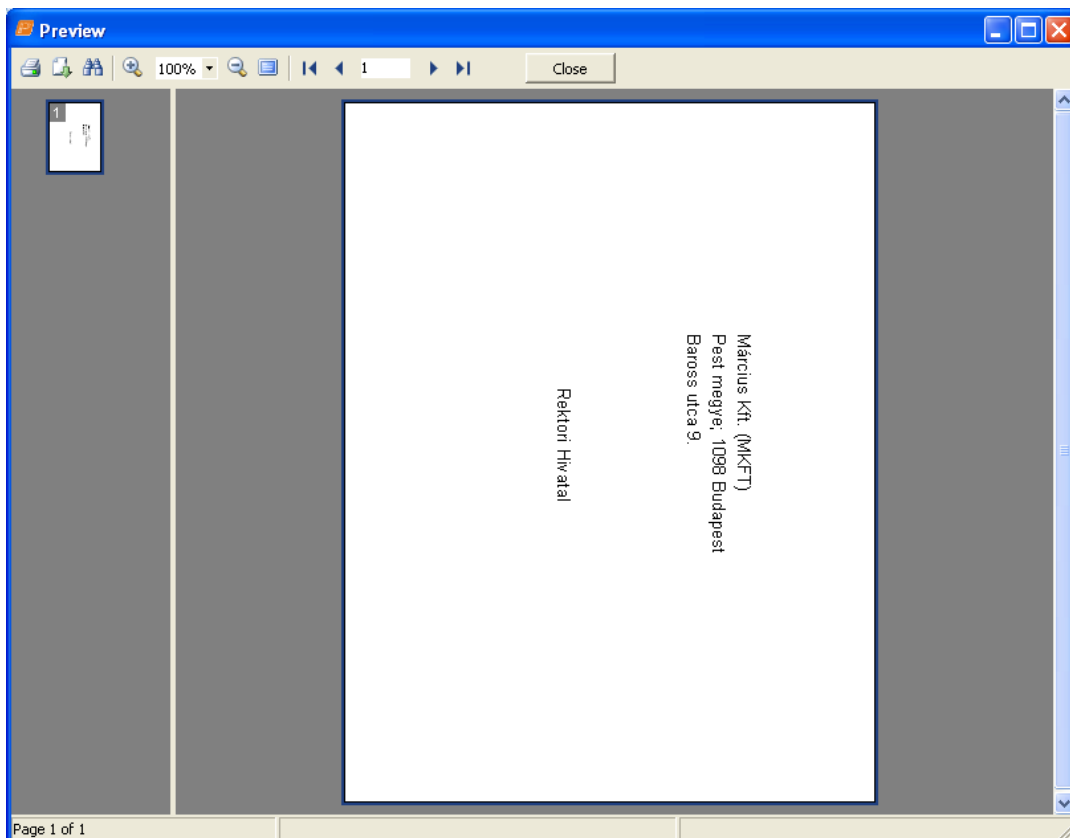 Preview
100%
1
Close
1
Március Kft. (MKFT)
Pest megye; 1098 Budapest
Baross utca 9.
Rektori Hivatal
Page 1 of 1